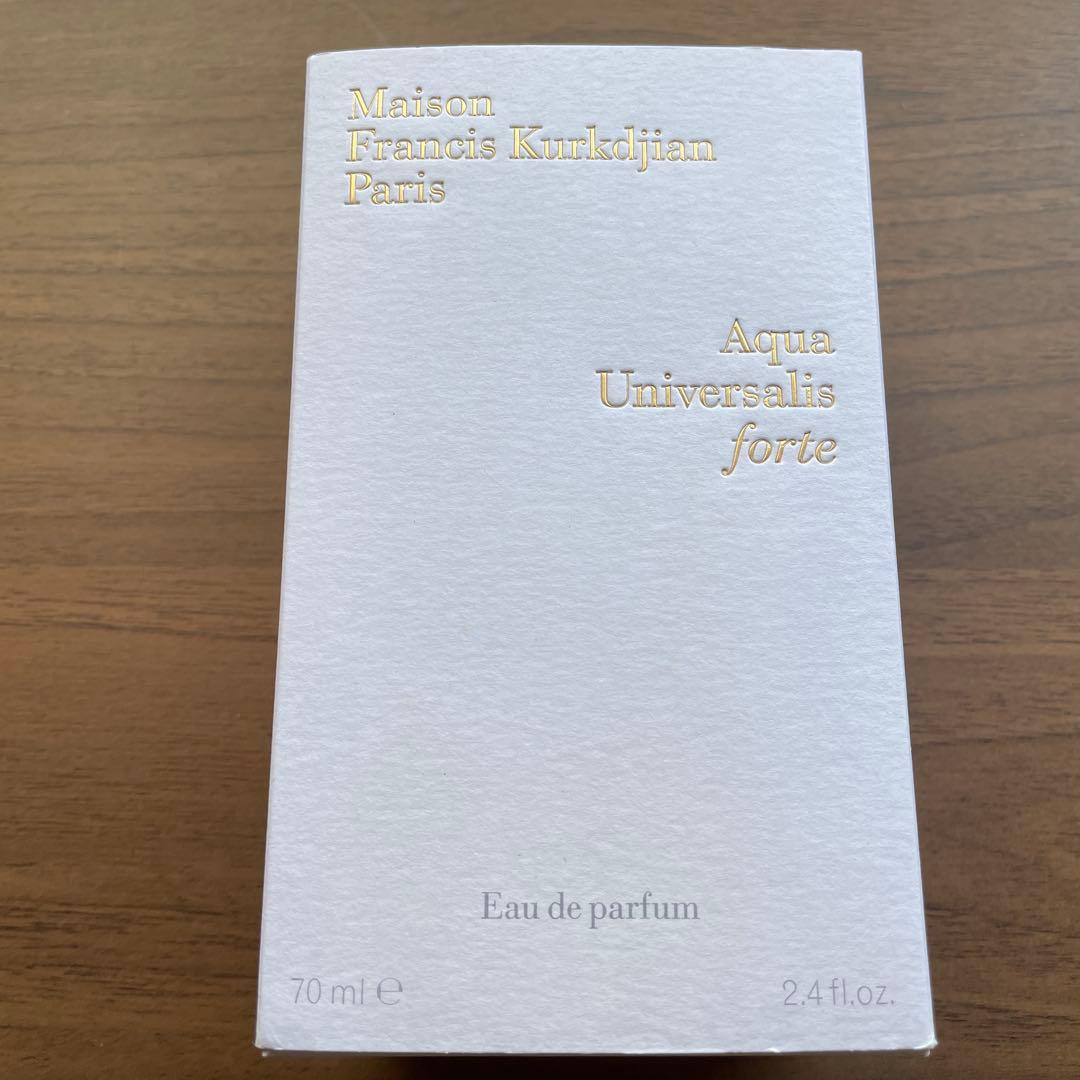 Maison
Francis Kurkdjian
Paris
Aqua
Universalis
forte
Eau de parfum
70 ml ℮
2.4 fl.oz.